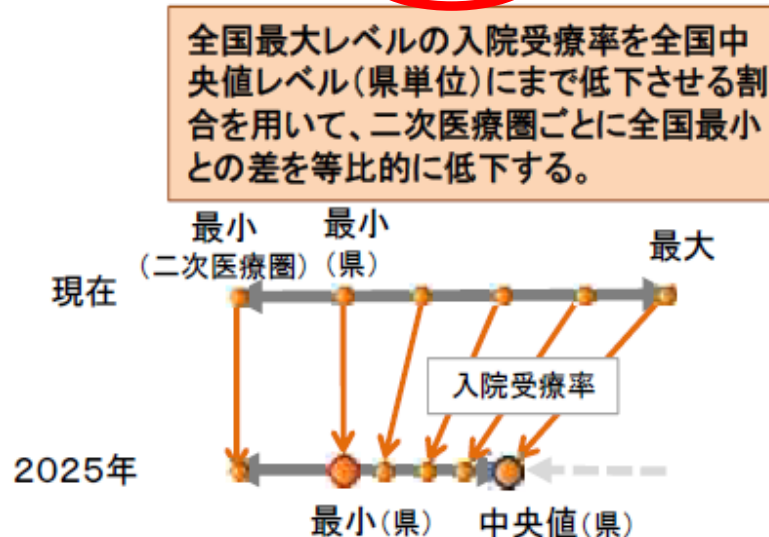 全国最大レベルの入院受療率を全国中
央値レベル(県単位)にまで低下させる割
合を用いて、二次医療圏ごとに全国最小
との差を等比的に低下する。
最小
(二次医療圏)
最小
(県)
最大
現在
入院受療率
2025年
最小(県)
中央値(県)